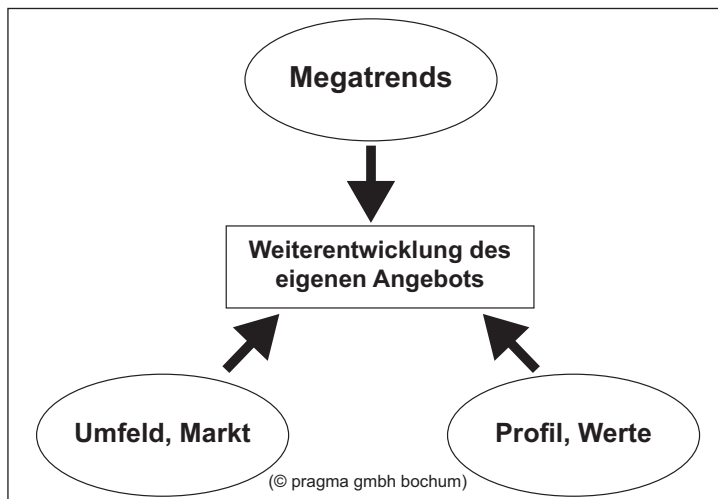 Megatrends
Weiterentwicklung des
eigenen Angebots
Umfeld, Markt
Profil, Werte
(© pragma gmbh bochum)